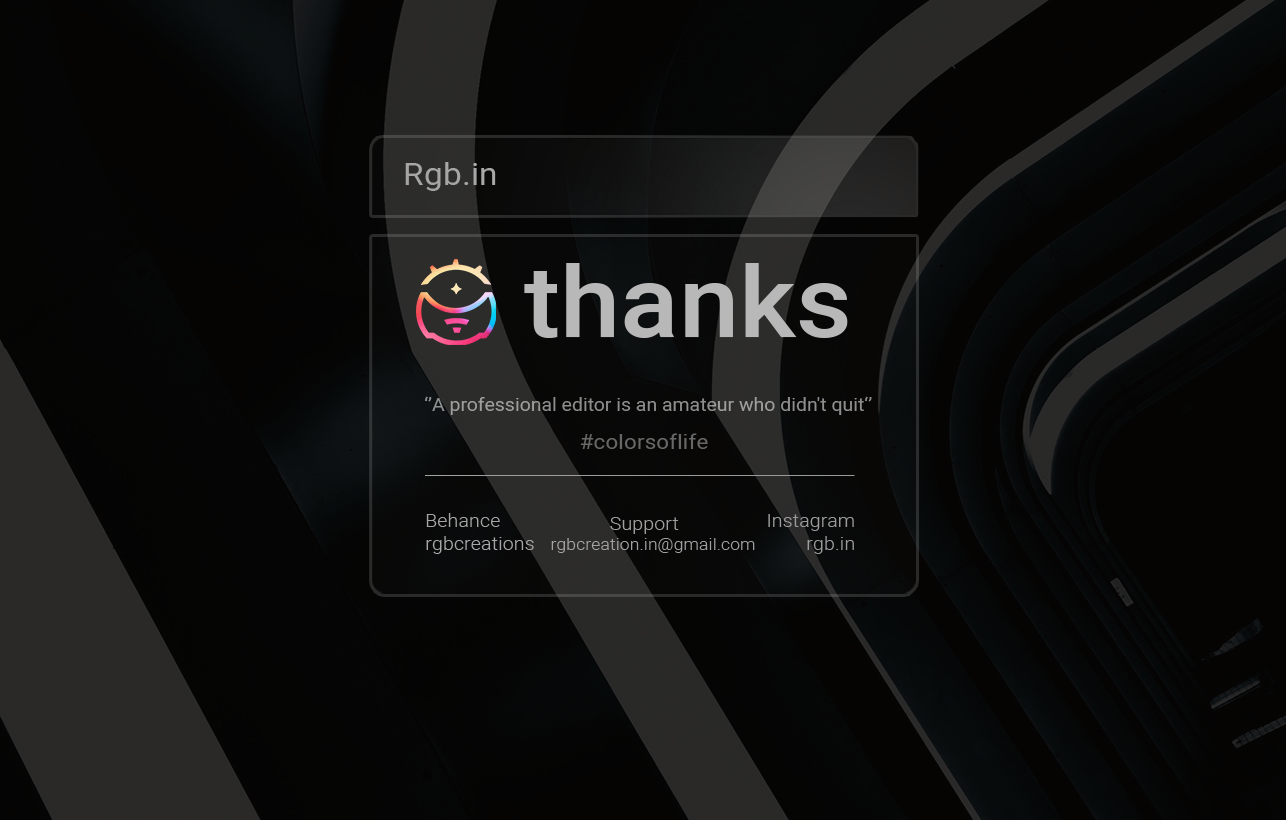 Rgb.in
thanks
"A professional editor is an amateur who didn't quit"
#colorsoflife
Behance
rgbcreations
Support
rgbcreation.in@gmail.com
Instagram
rgb.in